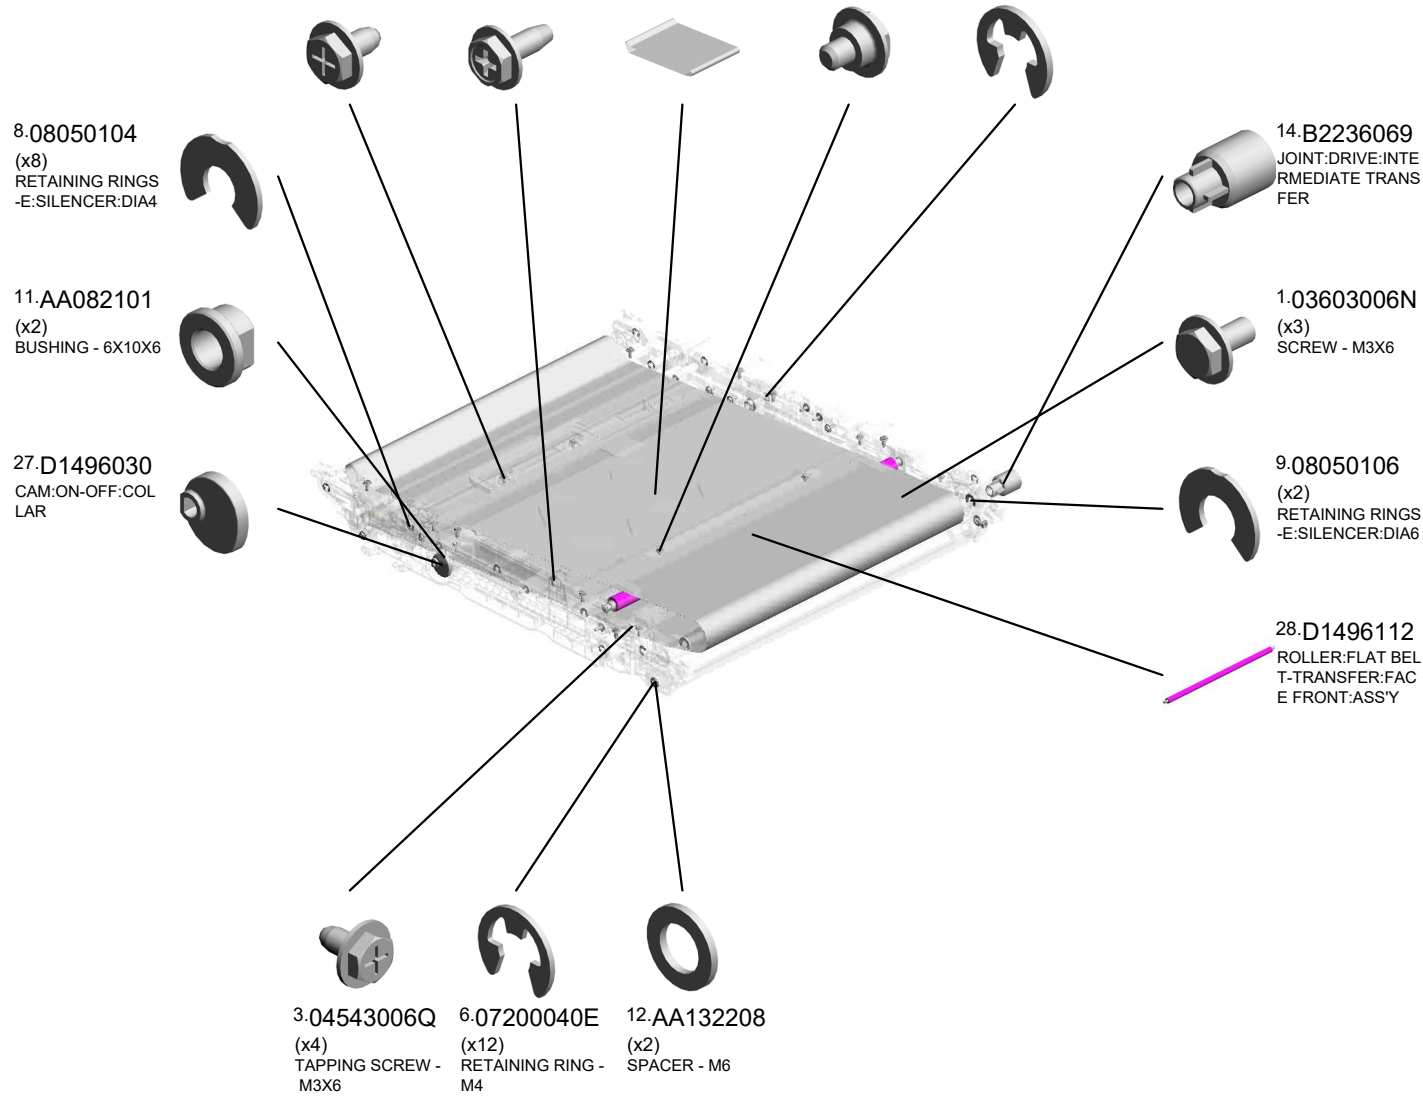 8.08050104
(x8)
RETAINING RINGS
-E:SILENCER:DIA4
11.AA082101
(x2)
BUSHING - 6X10X6
27.D1496030
CAM:ON-OFF:COL
LAR
14.B2236069
JOINT:DRIVE:INTE
RMEDIATE TRANS
FER
1.03603006N
(x3)
SCREW - M3X6
9.08050106
(x2)
RETAINING RINGS
-E:SILENCER:DIA6
28.D1496112
ROLLER:FLAT BEL
T-TRANSFER:FAC
E FRONT:ASS'Y
3.04543006Q
(x4)
TAPPING SCREW -
M3X6
6.07200040E
(x12)
RETAINING RING -
M4
12.AA132208
(x2)
SPACER - M6